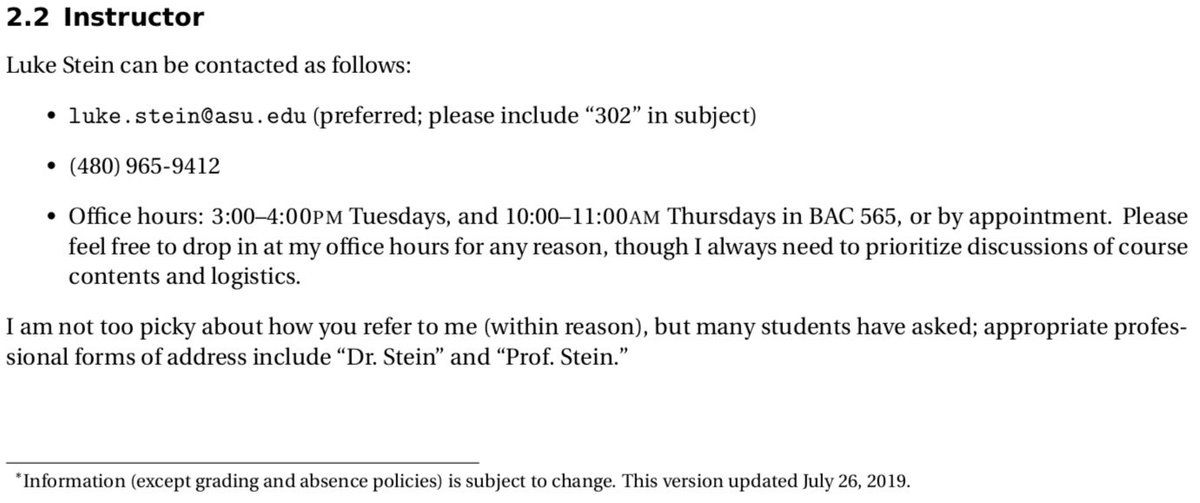 2.2 Instructor
Luke Stein can be contacted as follows:
• luke.stein@asu.edu (preferred; please include “302” in subject)
• (480) 965-9412
• Office hours: 3:00–4:00PM Tuesdays, and 10:00–11:00AM Thursdays in BAC 565, or by appointment. Please
feel free to drop in at my office hours for any reason, though I always need to prioritize discussions of course
contents and logistics.
I am not too picky about how you refer to me (within reason), but many students have asked; appropriate profes-
sional forms of address include “Dr. Stein” and “Prof. Stein.”
*Information (except grading and absence policies) is subject to change. This version updated July 26, 2019.